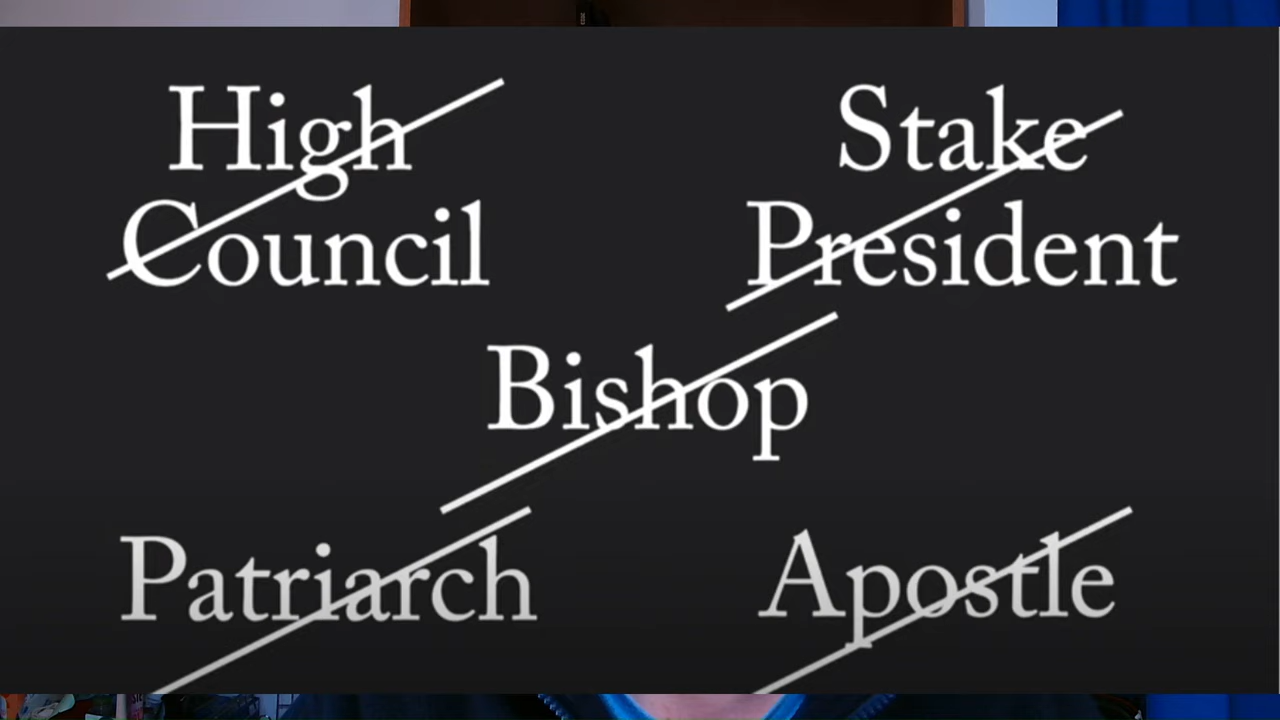 High
Council
Stake
President
Bishop
Patriarch
Apostle